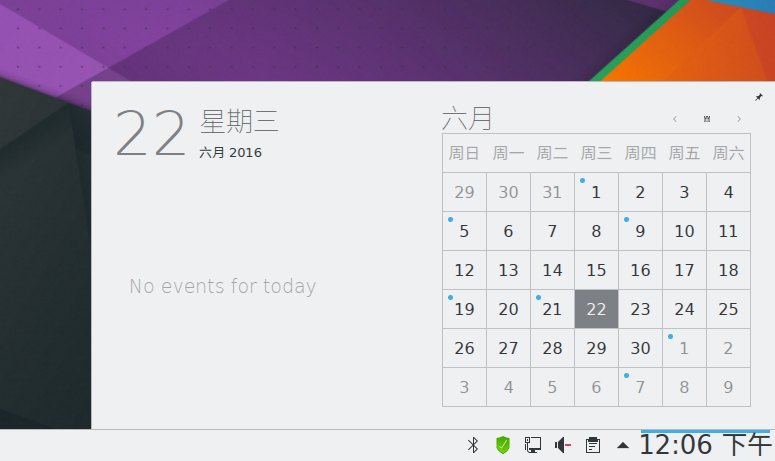 22 星期三
六月 2016
No events for today
六月
周日 周一 周二 周三 周四 周五 周六
29 30 31 1 2 3 4
5 6 7 8 9 10 11
12 13 14 15 16 17 18
19 20 21 22 23 24 25
26 27 28 29 30 1 2
3 4 5 6 7 8 9
12:06 下午